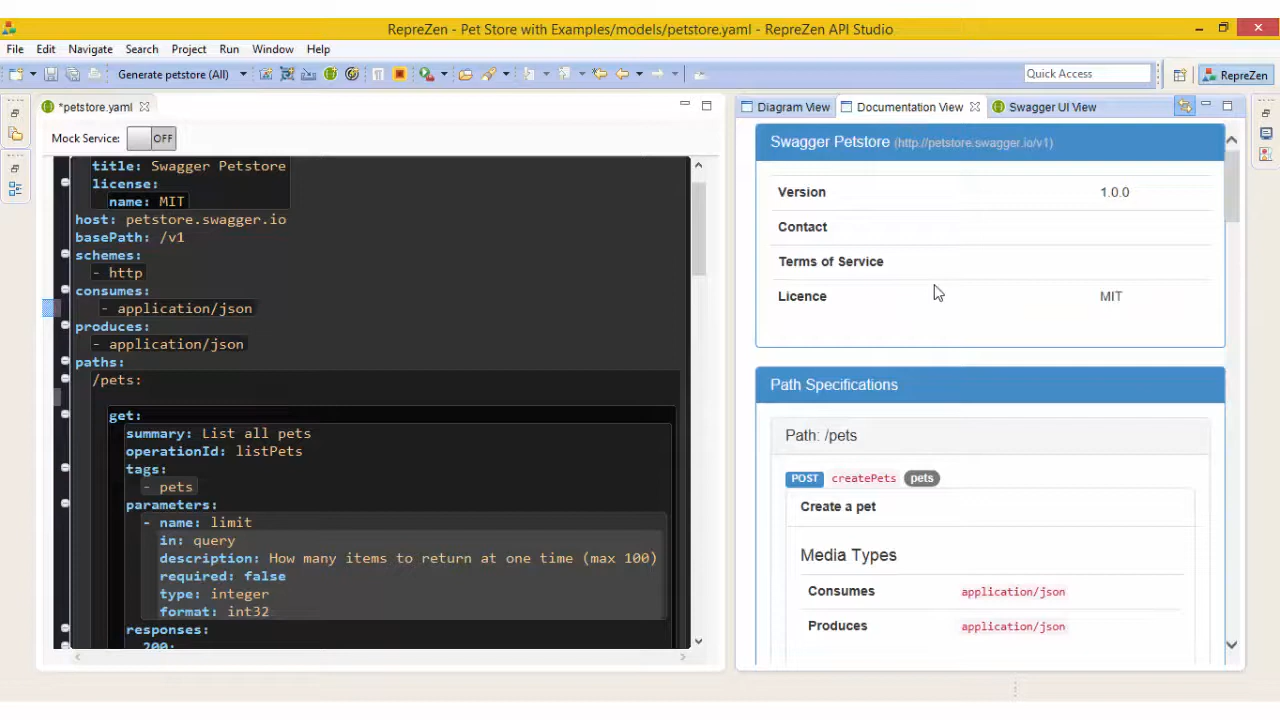 RepreZen - Pet Store with Examples/models/petstore.yaml - RepreZen API Studio
File Edit Navigate Search Project Run Window Help
Generate petstore (All)
Quick Access
RepreZen
*petstore.yaml
Mock Service: OFF
title: Swagger Petstore
license:
name: MIT
host: petstore.swagger.io
basePath: /v1
schemes:
- http
consumes:
- application/json
produces:
- application/json
paths:
/pets:
get:
summary: List all pets
operationId: listPets
tags:
- pets
parameters:
- name: limit
in: query
description: How many items to return at one time (max 100)
required: false
type: integer
format: int32
responses:
200:
Diagram View Documentation View Swagger UI View
Swagger Petstore (http://petstore.swagger.io/v1)
Version 1.0.0
Contact
Terms of Service
Licence MIT
Path Specifications
Path: /pets
POST createPets pets
Create a pet
Media Types
Consumes application/json
Produces application/json